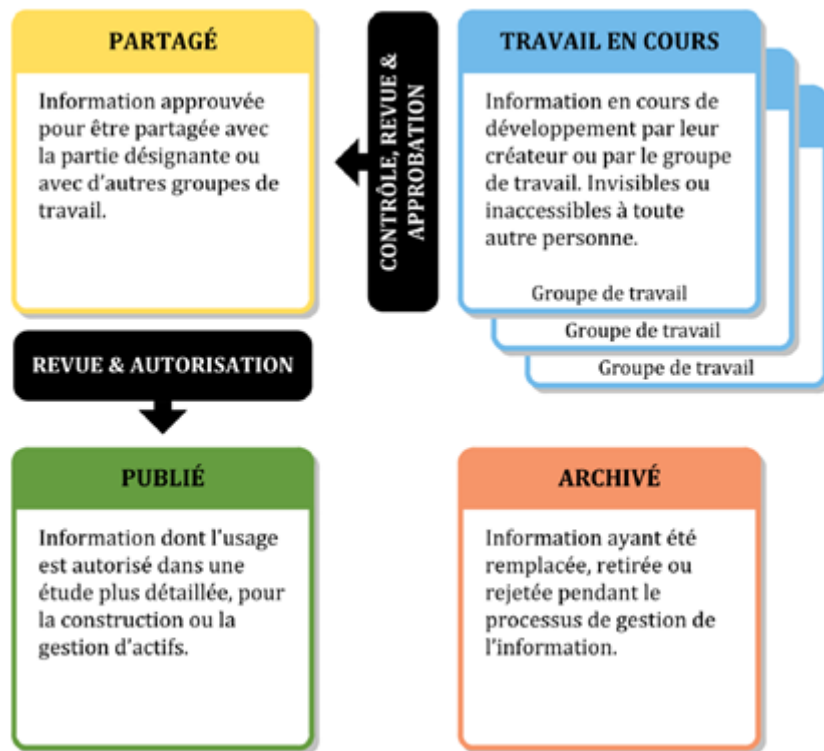 PARTAGÉ
Information approuvée
pour être partagée avec
la partie désignante ou
avec d'autres groupes de
travail.
CONTRÔLE, REVUE &
APPROBATION
TRAVAIL EN COURS
Information en cours de
développement par leur
créateur ou par le groupe
de travail. Invisibles ou
inaccessibles à toute
autre personne.
Groupe de travail
Groupe de travail
Groupe de travail
REVUE & AUTORISATION
PUBLIÉ
Information dont l'usage
est autorisé dans une
étude plus détaillée, pour
la construction ou la
gestion d'actifs.
ARCHIVÉ
Information ayant été
remplacée, retirée ou
rejetée pendant le
processus de gestion de
l'information.